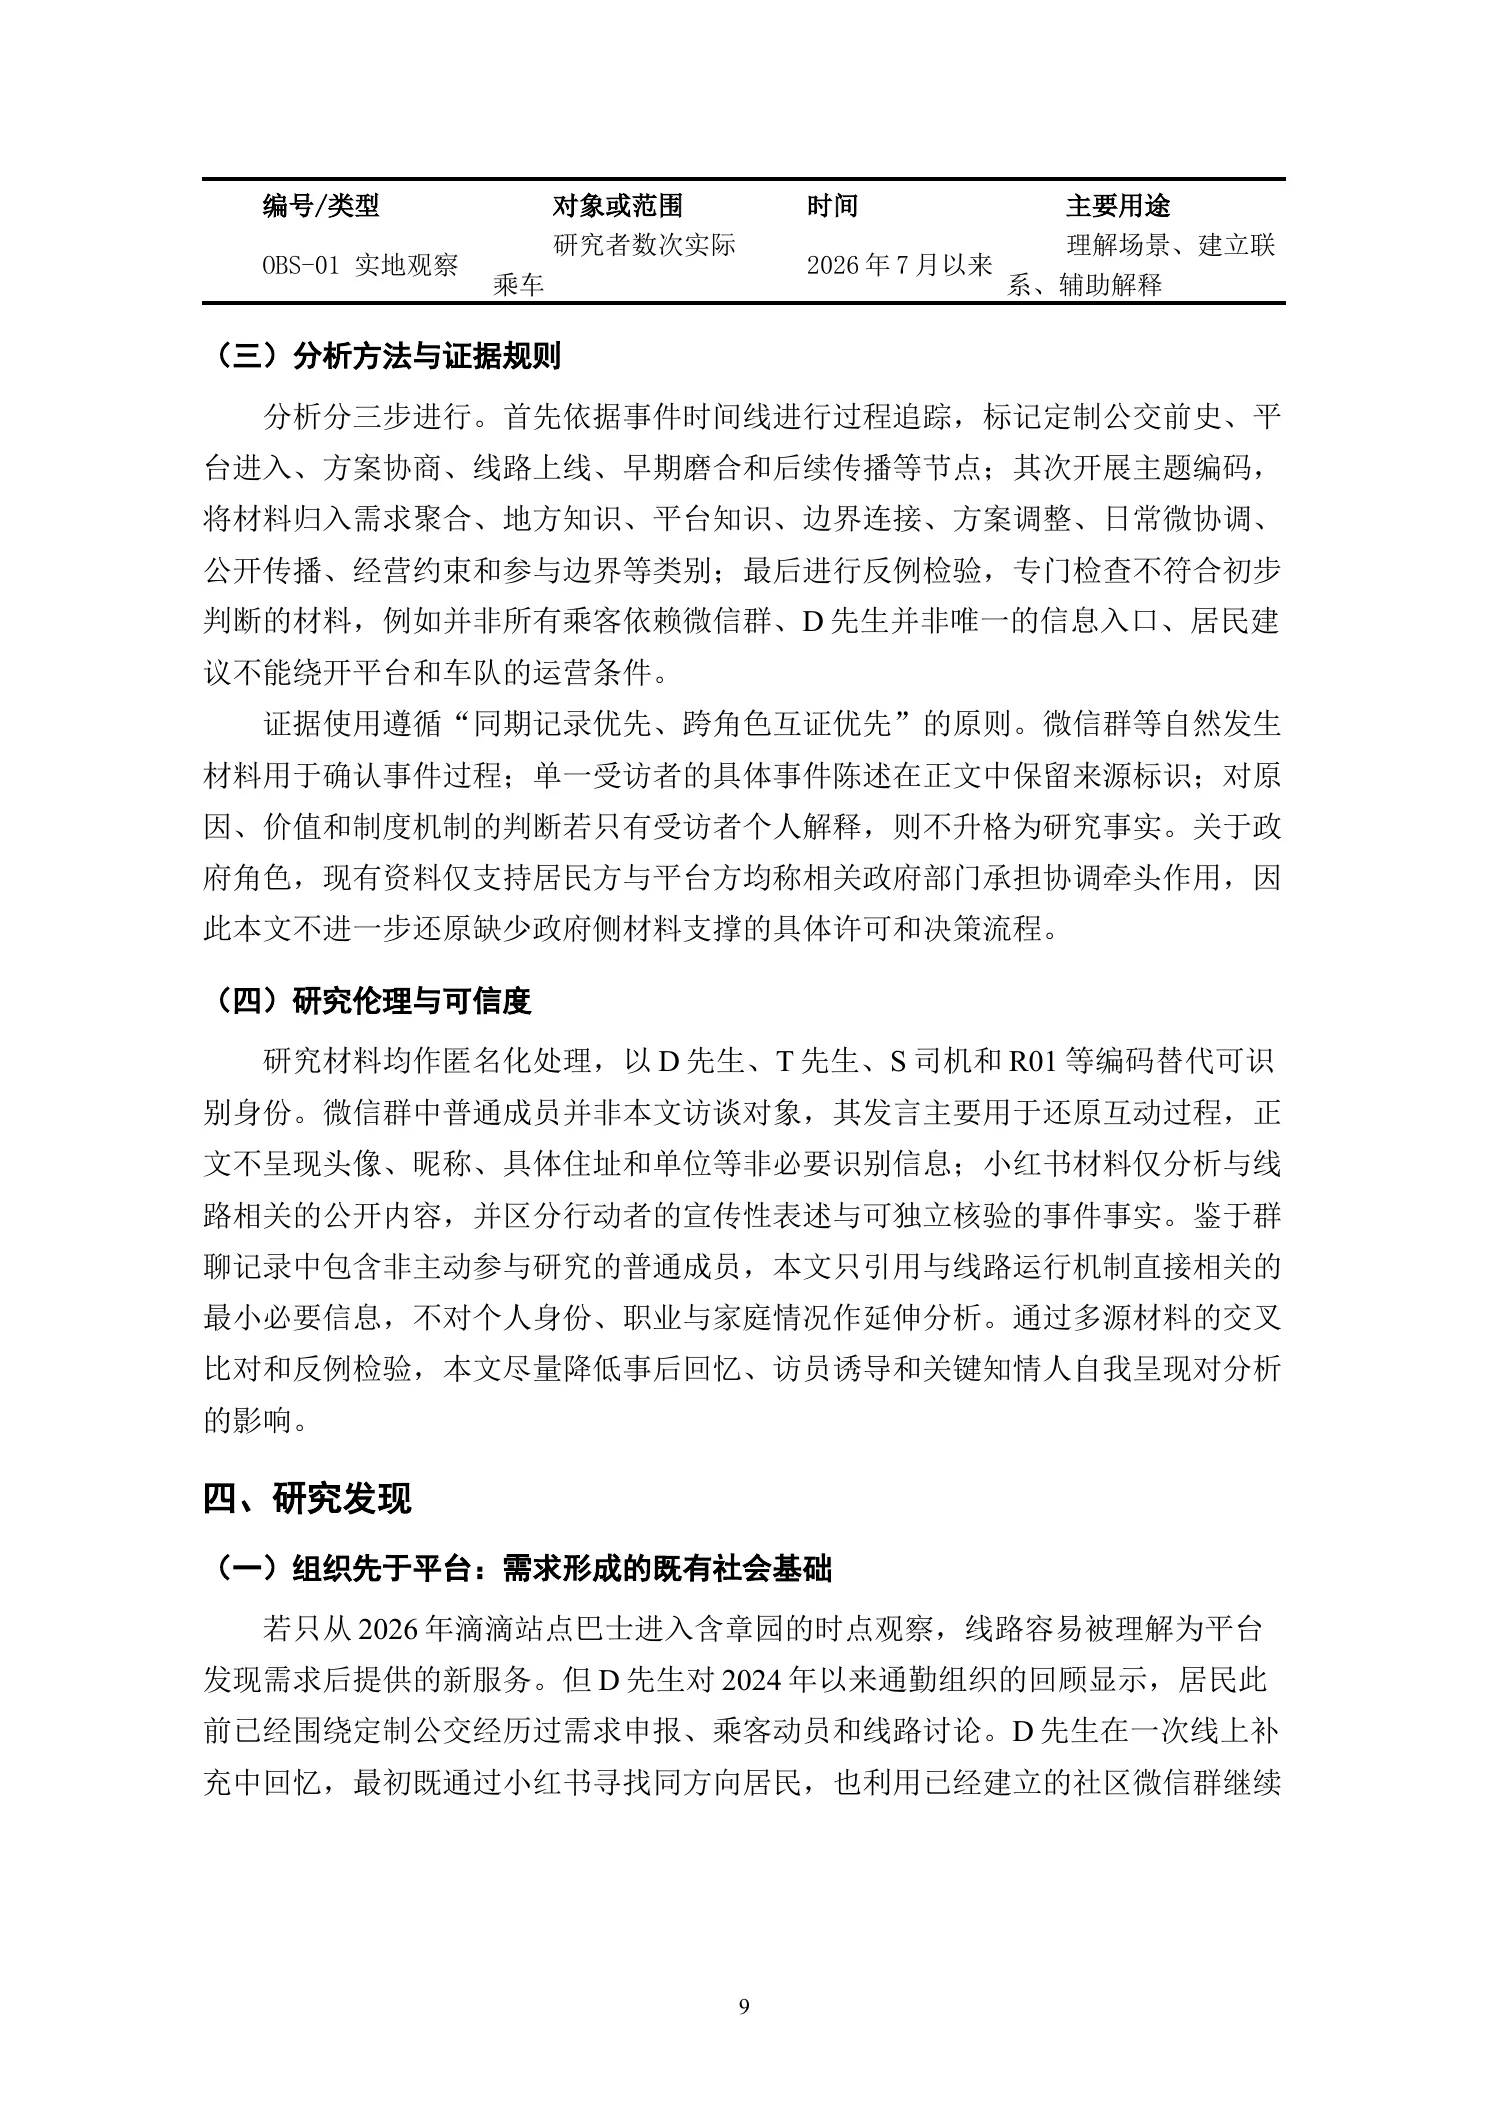 编号/类型 对象或范围 时间 主要用途
OBS-01 实地观察 研究者数次实际乘车 2026 年 7 月以来 理解场景、建立联系、辅助解释
（三）分析方法与证据规则
分析分三步进行。首先依据事件时间线进行过程追踪，标记定制公交前史、平
台进入、方案协商、线路上线、早期磨合和后续传播等节点；其次开展主题编码，
将材料归入需求聚合、地方知识、平台知识、边界连接、方案调整、日常微协调、
公开传播、经营约束和参与边界等类别；最后进行反例检验，专门检查不符合初步
判断的材料，例如并非所有乘客依赖微信群、D 先生并非唯一的信息入口、居民建
议不能绕开平台和车队的运营条件。
证据使用遵循“同期记录优先、跨角色互证优先”的原则。微信群等自然发生
材料用于确认事件过程；单一受访者的具体事件陈述在正文中保留来源标识；对原
因、价值和制度机制的判断若只有受访者个人解释，则不升格为研究事实。关于政
府角色，现有资料仅支持居民方与平台方均称相关政府部门承担协调牵头作用，因
此本文不进一步还原缺少政府侧材料支撑的具体许可和决策流程。
（四）研究伦理与可信度
研究材料均作匿名化处理，以 D 先生、T 先生、S 司机和 R01 等编码替代可识
别身份。微信群中普通成员并非本文访谈对象，其发言主要用于还原互动过程，正
文不呈现头像、昵称、具体住址和单位等非必要识别信息；小红书材料仅分析与线
路相关的公开内容，并区分行动者的宣传性表述与可独立核验的事件事实。鉴于群
聊记录中包含非主动参与研究的普通成员，本文只引用与线路运行机制直接相关的
最小必要信息，不对个人身份、职业与家庭情况作延伸分析。通过多源材料的交叉
比对和反例检验，本文尽量降低事后回忆、访员诱导和关键知情人自我呈现对分析
的影响。
四、研究发现
（一）组织先于平台：需求形成的既有社会基础
若只从 2026 年滴滴站点巴士进入含章园的时点观察，线路容易被理解为平台
发现需求后提供的新服务。但 D 先生对 2024 年以来通勤组织的回顾显示，居民此
前已经围绕定制公交经历过需求申报、乘客动员和线路讨论。D 先生在一次线上补
充中回忆，最初既通过小红书寻找同方向居民，也利用已经建立的社区微信群继续
9